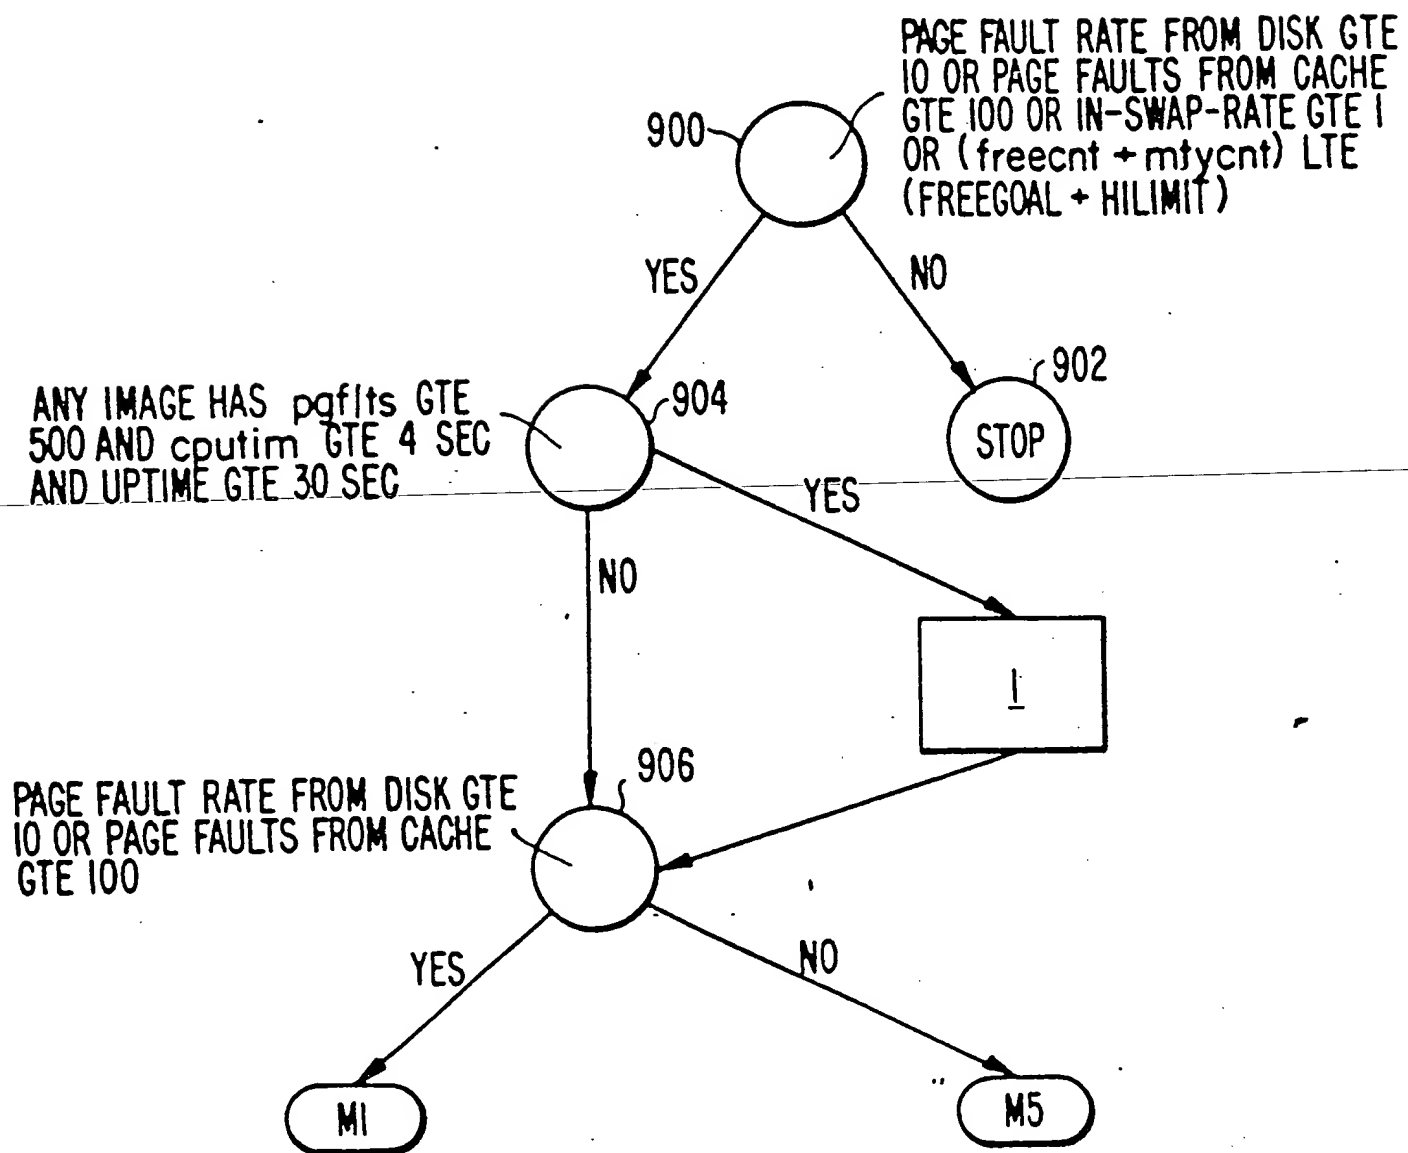 PAGE FAULT RATE FROM DISK GTE
10 OR PAGE FAULTS FROM CACHE
GTE 100 OR IN-SWAP-RATE GTE 1
OR (freecnt + mfycnt) LTE
(FREEGOAL + HILIMIT)
900
YES
NO
902
STOP
ANY IMAGE HAS pgflts GTE
500 AND cputim GTE 4 SEC
AND UPTIME GTE 30 SEC
904
YES
NO
1
906
PAGE FAULT RATE FROM DISK GTE
10 OR PAGE FAULTS FROM CACHE
GTE 100
YES
NO
M1
M5